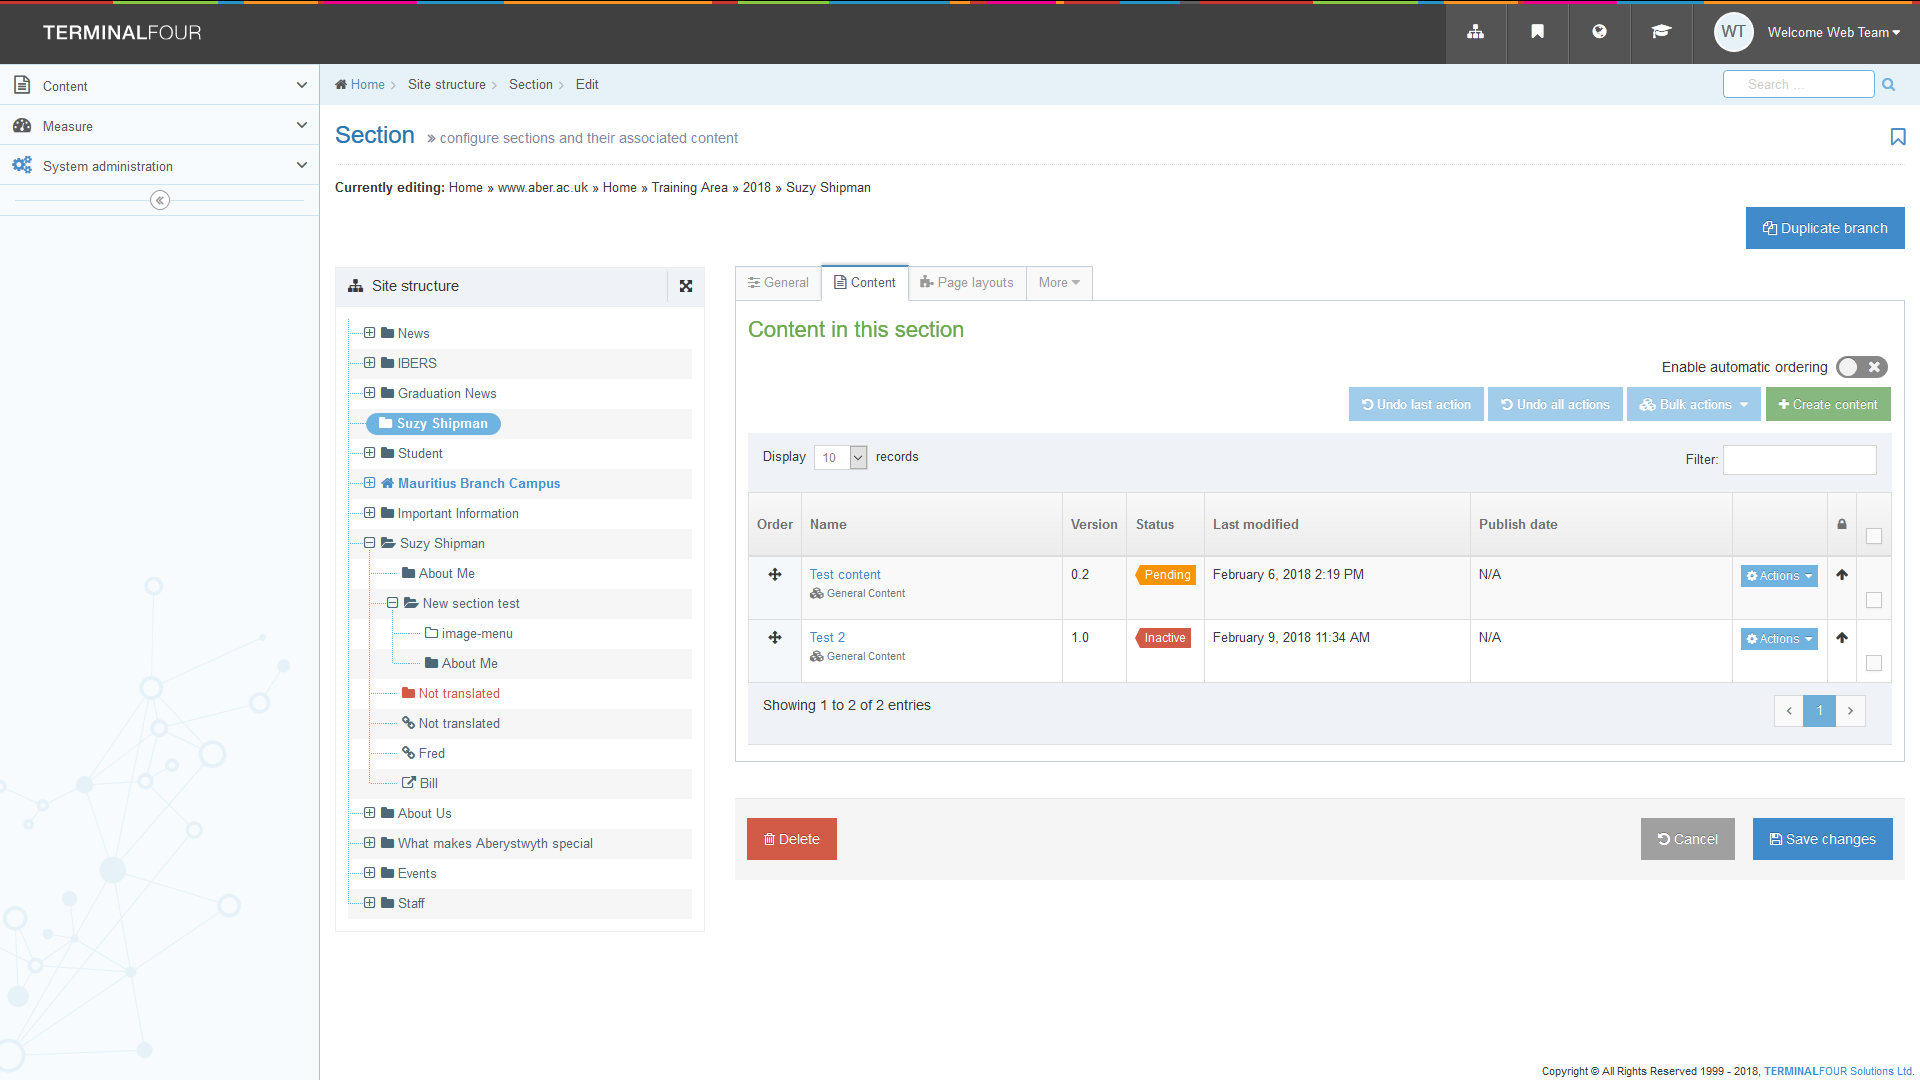 TERMINALFOUR
WT Welcome Web Team
Content
Measure
System administration
Home Site structure Section Edit
Search ...
Section » configure sections and their associated content
Currently editing: Home » www.aber.ac.uk » Home » Training Area » 2018 » Suzy Shipman
Duplicate branch
Site structure
News
IBERS
Graduation News
Suzy Shipman
Student
Mauritius Branch Campus
Important Information
Suzy Shipman
About Me
New section test
image-menu
About Me
Not translated
Not translated
Fred
Bill
About Us
What makes Aberystwyth special
Events
Staff
General Content Page layouts More
Content in this section
Enable automatic ordering
Undo last action Undo all actions Bulk actions Create content
Display 10 records Filter:
Order Name Version Status Last modified Publish date
Test content 0.2 Pending February 6, 2018 2:19 PM N/A Actions
General Content
Test 2 1.0 Inactive February 9, 2018 11:34 AM N/A Actions
General Content
Showing 1 to 2 of 2 entries
1
Delete Cancel Save changes
Copyright © All Rights Reserved 1999 - 2018, TERMINALFOUR Solutions Ltd.